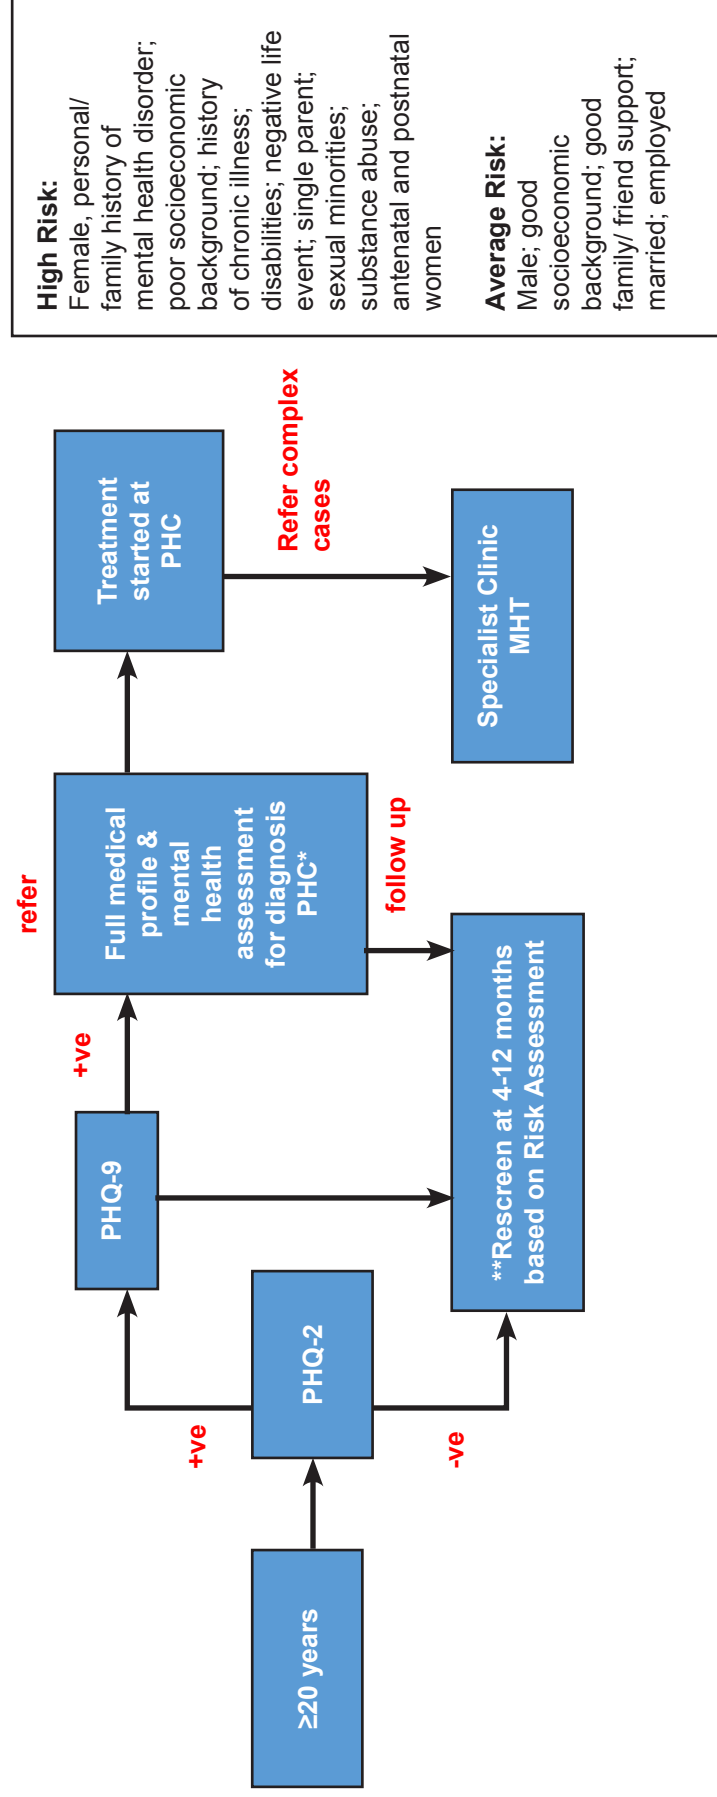 ≥20 years
+ve
PHQ-2
-ve
PHQ-9
+ve
**Rescreen at 4-12 months
based on Risk Assessment
refer
Full medical
profile &
mental
health
assessment
for diagnosis
PHC*
follow up
Treatment
started at
PHC
Refer complex
cases
Specialist Clinic
MHT
High Risk:
Female, personal/
family history of
mental health disorder;
poor socioeconomic
background; history
of chronic illness;
disabilities; negative life
event; single parent;
sexual minorities;
substance abuse;
antenatal and postnatal
women
Average Risk:
Male; good
socioeconomic
background; good
family/ friend support;
married; employed